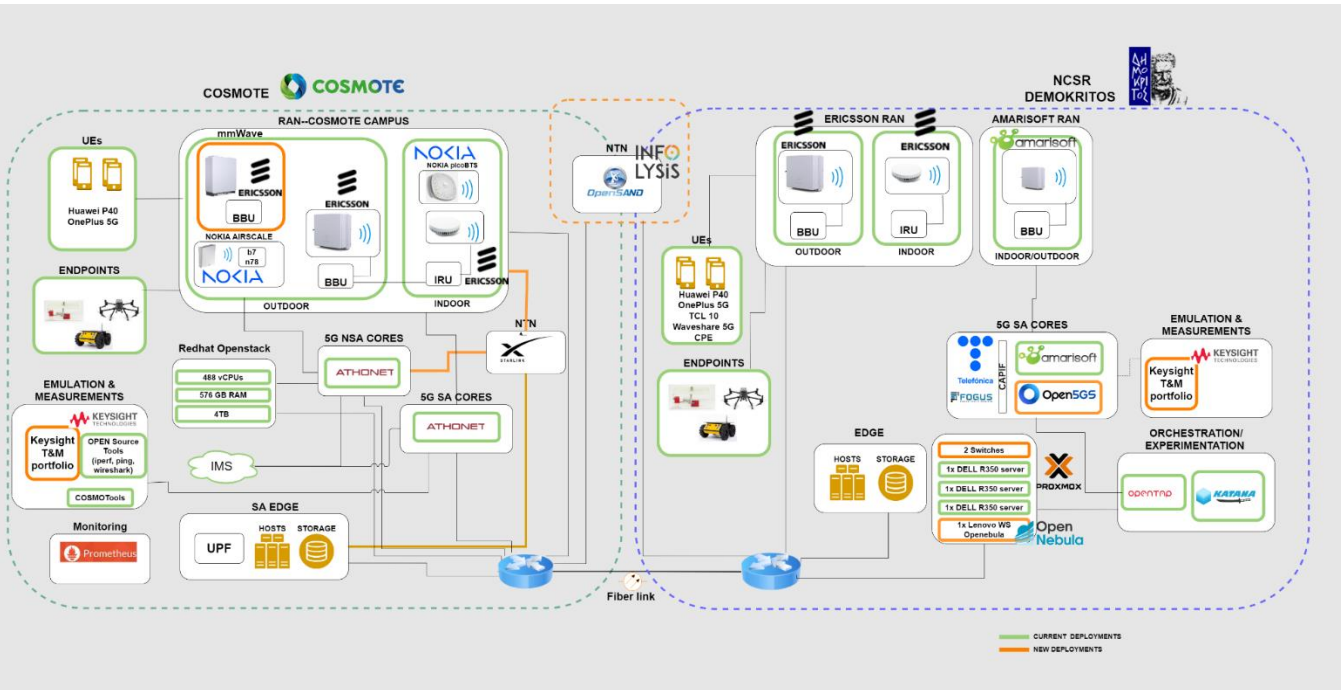 COSMOTE
COSMOTE
NCSR
DEMOKRITOS
ΔΗ
ΜΟ
ΚΡΙ
ΤΟΣ
RAN--COSMOTE CAMPUS
mmWave
UEs
Huawei P40
OnePlus 5G
ERICSSON
BBU
NOKIA AIRSCALE
b7
n78
NOKIA
ERICSSON
BBU
OUTDOOR
NOKIA
NOKIA picoBTS
IRU
ERICSSON
INDOOR
ENDPOINTS
NTN
OpenSAND
INFO
LYSiS
NTN
STARLINK
Redhat Openstack
488 vCPUs
576 GB RAM
4TB
5G NSA CORES
ATHONET
5G SA CORES
ATHONET
IMS
EMULATION &
MEASUREMENTS
KEYSIGHT
TECHNOLOGIES
Keysight
T&M
portfolio
OPEN Source
Tools
(iperf, ping,
wireshark)
COSMOTools
Monitoring
Prometheus
SA EDGE
UPF
HOSTS
STORAGE
Fiber link
ERICSSON RAN
ERICSSON
BBU
OUTDOOR
ERICSSON
IRU
INDOOR
AMARISOFT RAN
amarisoft
BBU
INDOOR/OUTDOOR
UEs
Huawei P40
OnePlus 5G
TCL 10
Waveshare 5G
CPE
ENDPOINTS
5G SA CORES
Telefónica
FOGUS
CAPIF
amarisoft
Open5GS
EMULATION &
MEASUREMENTS
KEYSIGHT
TECHNOLOGIES
Keysight
T&M
portfolio
EDGE
HOSTS
STORAGE
2 Switches
1x DELL R350 server
1x DELL R350 server
1x DELL R350 server
1x Lenovo WS
Openebula
PROXMOX
Open
Nebula
ORCHESTRATION/
EXPERIMENTATION
OpenTAP
KATANA
CURRENT DEPLOYMENTS
NEW DEPLOYMENTS